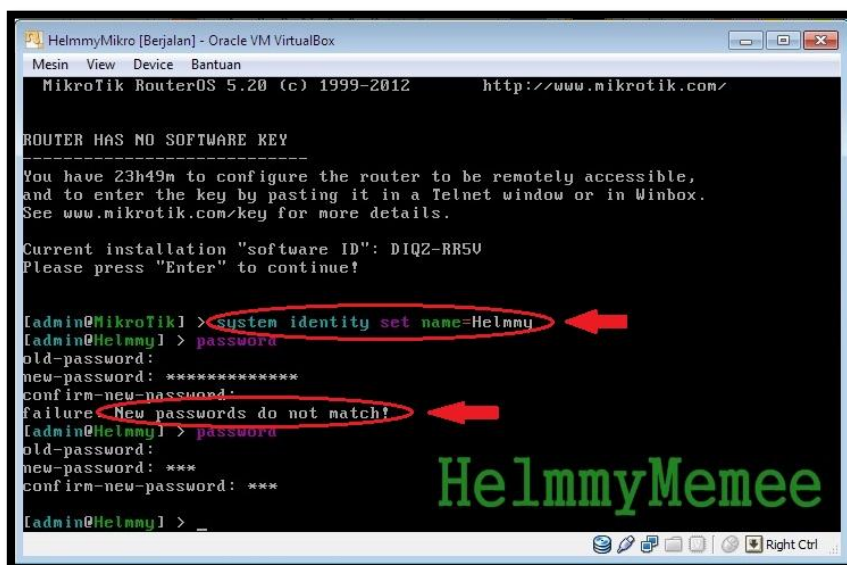 HelmmyMikro [Berjalan] - Oracle VM VirtualBox
Mesin View Device Bantuan
MikroTik RouterOS 5.20 (c) 1999-2012 http://www.mikrotik.com/
ROUTER HAS NO SOFTWARE KEY
----------------------------
You have 23h49m to configure the router to be remotely accessible,
and to enter the key by pasting it in a Telnet window or in Winbox.
See www.mikrotik.com/key for more details.
Current installation "software ID": DIQZ-RR5V
Please press "Enter" to continue!
[admin@MikroTik] > system identity set name=Helmmy
[admin@Helmmy] > password
old-password:
new-password: *************
confirm-new-password:
failure: New passwords do not match!
[admin@Helmmy] > password
old-password:
new-password: ***
confirm-new-password: ***
[admin@Helmmy] > _
HelmmyMemee
Right Ctrl